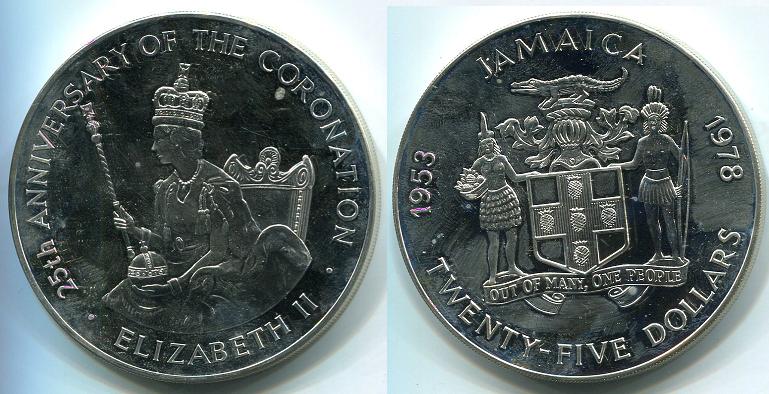 25th ANNIVERSARY OF THE CORONATION
ELIZABETH II
JAMAICA
1953
1978
OUT OF MANY, ONE PEOPLE
TWENTY-FIVE DOLLARS